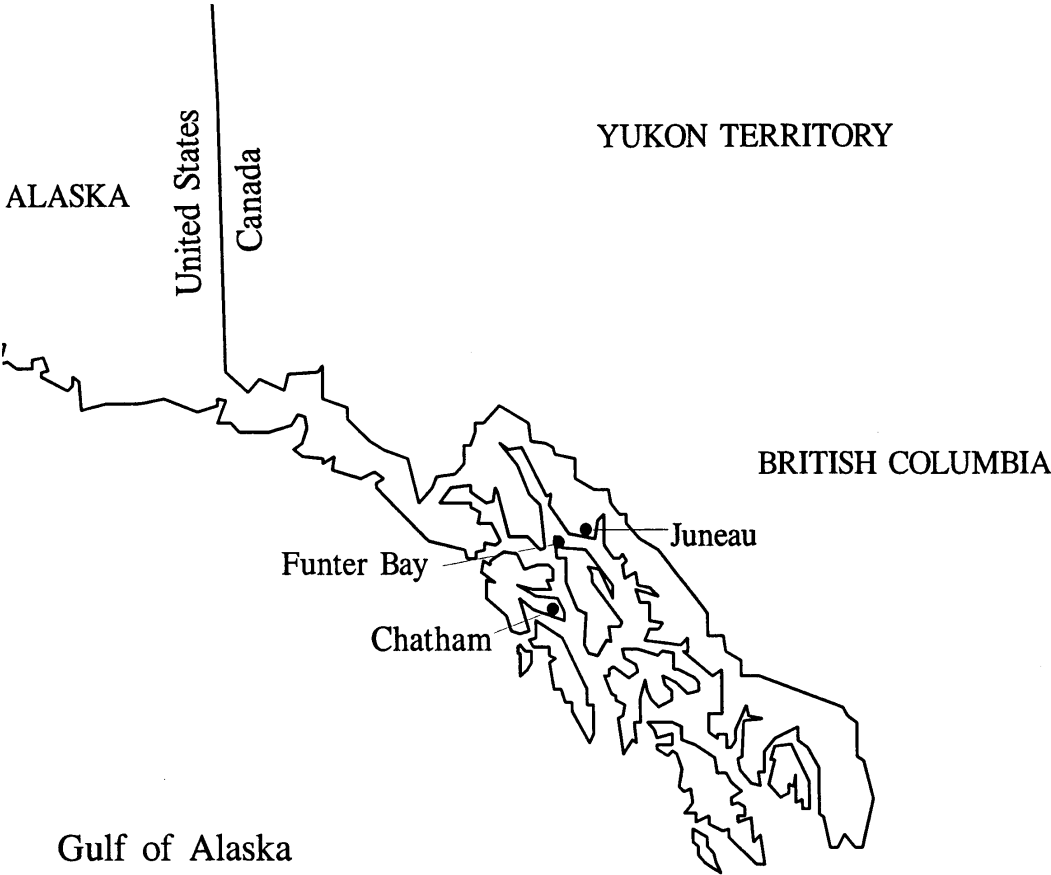 YUKON TERRITORY
ALASKA
United States
Canada
BRITISH COLUMBIA
Juneau
Funter Bay
Chatham
Gulf of Alaska